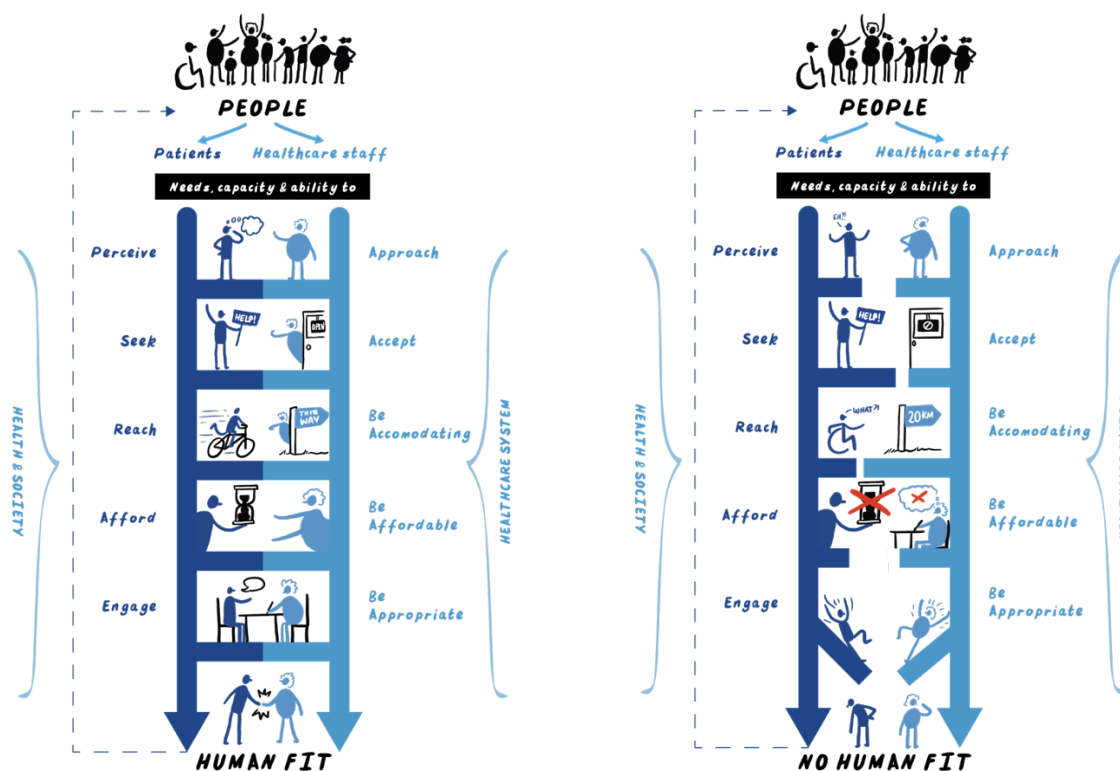 PEOPLE
Patients
Healthcare staff
Needs, capacity & ability to
Perceive
Approach
HELP!
OPEN
Seek
Accept
THIS
WAY
Reach
Be
Accomodating
Afford
Be
Affordable
Engage
Be
Appropriate
HEALTH & SOCIETY
HEALTHCARE SYSTEM
HUMAN FIT
PEOPLE
Patients
Healthcare staff
Needs, capacity & ability to
EH?!
Perceive
Approach
HELP!
Seek
Accept
WHAT?!
20KM
Reach
Be
Accomodating
Afford
Be
Affordable
Engage
Be
Appropriate
HEALTH & SOCIETY
NO HUMAN FIT